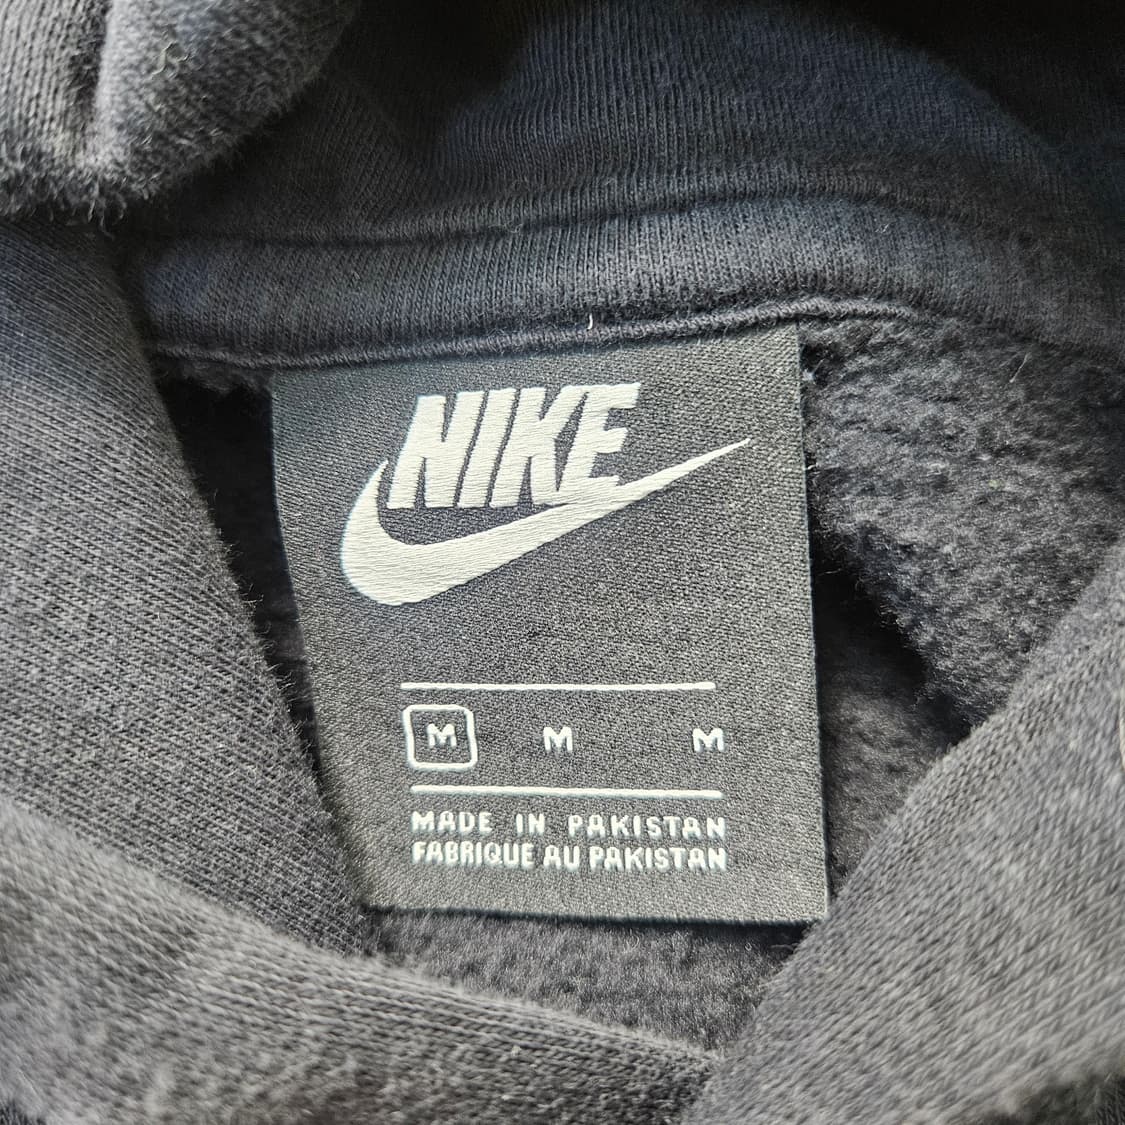 NIKE
M M M
MADE IN PAKISTAN
FABRIQUE AU PAKISTAN